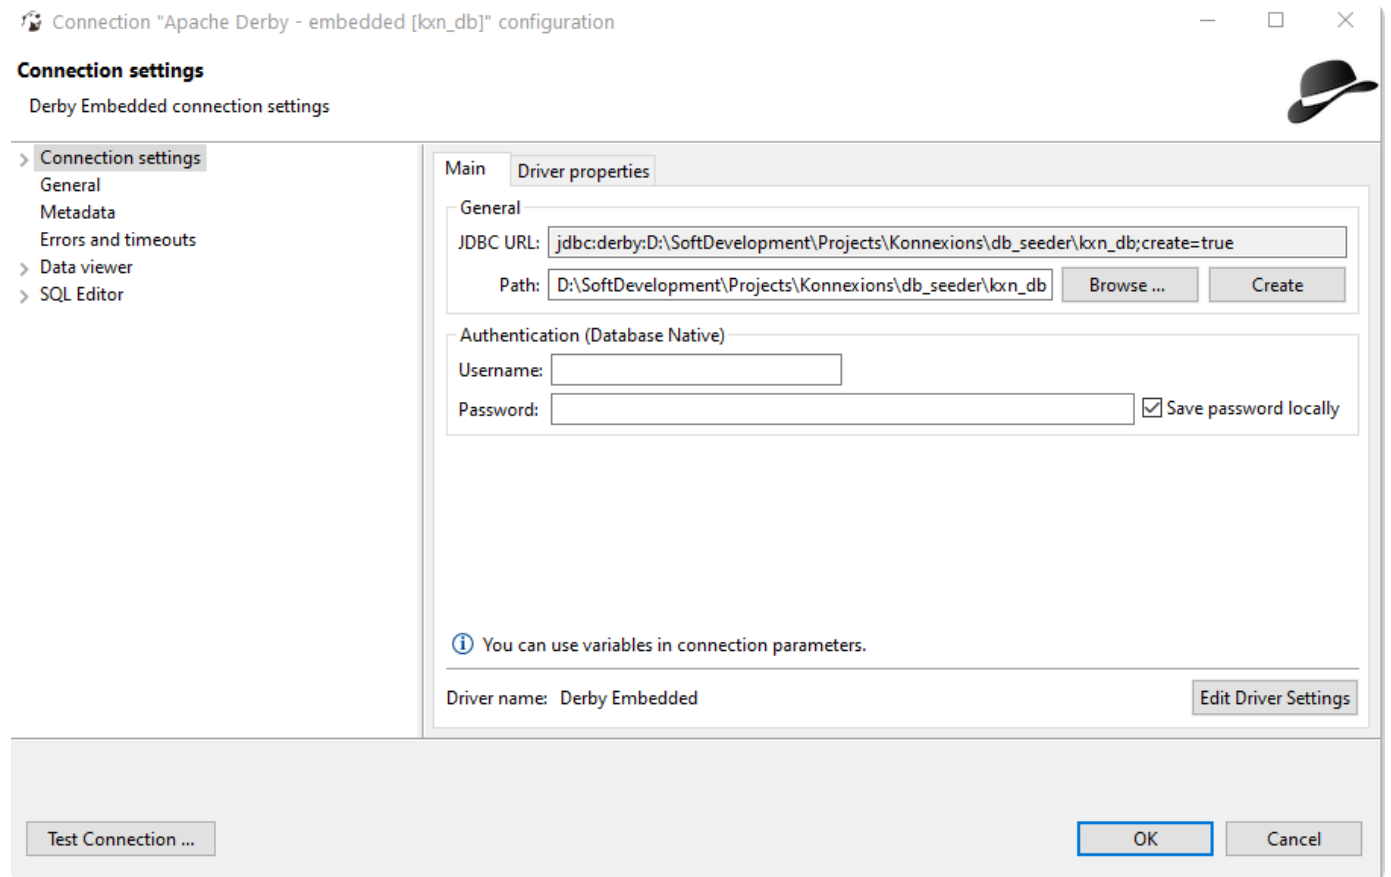 Connection "Apache Derby - embedded [kxn_db]" configuration
Connection settings
Derby Embedded connection settings
Connection settings
General
Metadata
Errors and timeouts
Data viewer
SQL Editor
Main
Driver properties
General
JDBC URL: jdbc:derby:D:\SoftDevelopment\Projects\Konnexions\db_seeder\kxn_db;create=true
Path: D:\SoftDevelopment\Projects\Konnexions\db_seeder\kxn_db Browse ... Create
Authentication (Database Native)
Username:
Password: Save password locally
You can use variables in connection parameters.
Driver name: Derby Embedded Edit Driver Settings
Test Connection ... OK Cancel